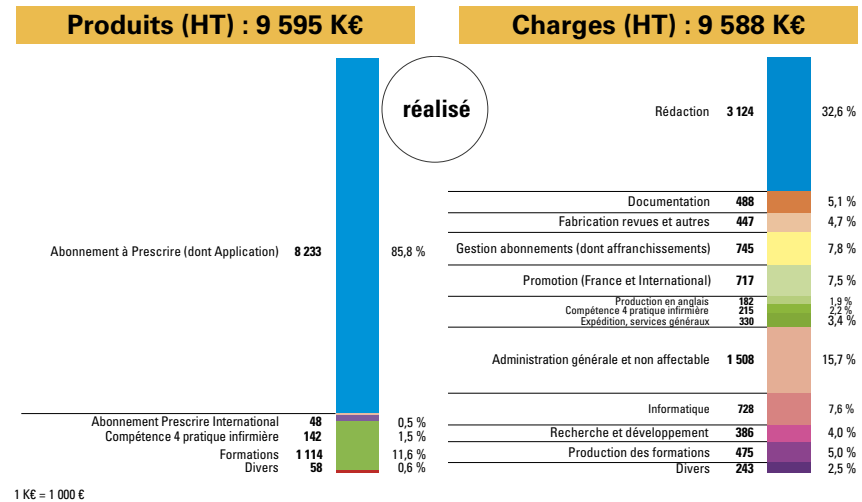 Produits (HT) : 9 595 K€
Charges (HT) : 9 588 K€
réalisé
Abonnement à Prescrire (dont Application) 8 233 85,8 %
Abonnement Prescrire International 48 0,5 %
Compétence 4 pratique infirmière 142 1,5 %
Formations 1 114 11,6 %
Divers 58 0,6 %
Rédaction 3 124 32,6 %
Documentation 488 5,1 %
Fabrication revues et autres 447 4,7 %
Gestion abonnements (dont affranchissements) 745 7,8 %
Promotion (France et International) 717 7,5 %
Production en anglais 182 1,9 %
Compétence 4 pratique infirmière 215 2,2 %
Expédition, services généraux 330 3,4 %
Administration générale et non affectable 1 508 15,7 %
Informatique 728 7,6 %
Recherche et développement 386 4,0 %
Production des formations 475 5,0 %
Divers 243 2,5 %
1 K€ = 1 000 €